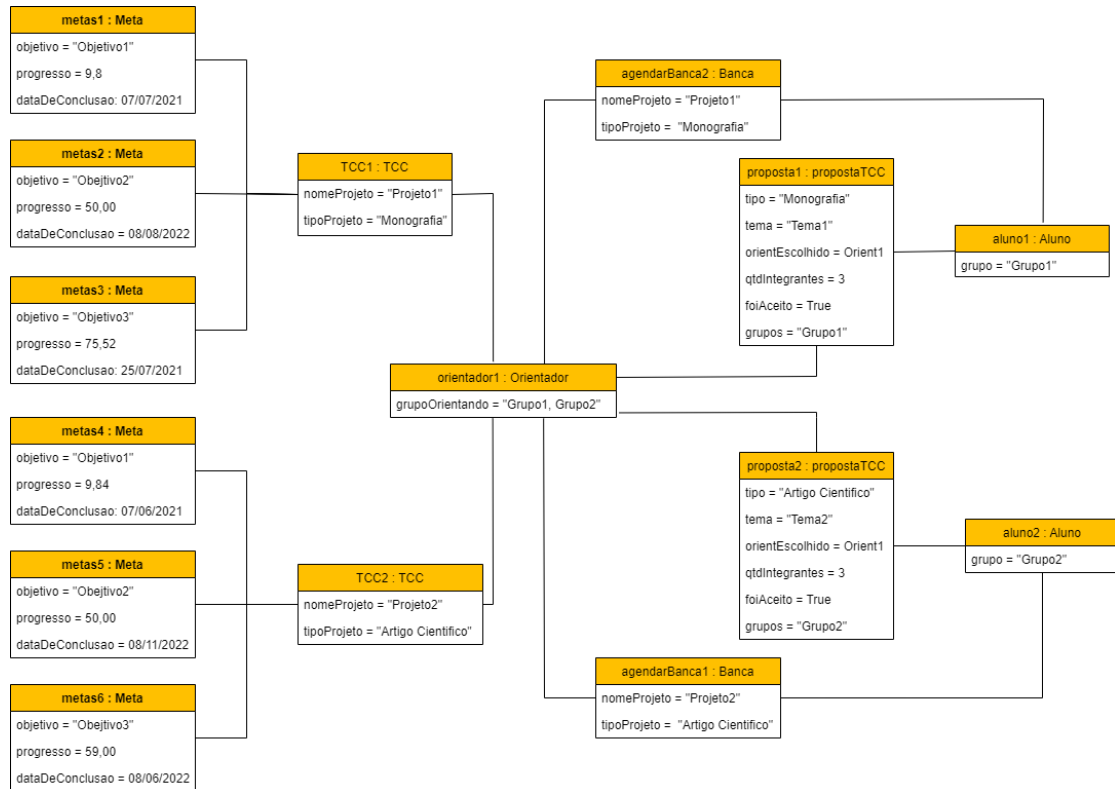 metas1 : Meta
objetivo = "Objetivo1"
progresso = 9,8
dataDeConclusao: 07/07/2021
metas2 : Meta
objetivo = "Obejtivo2"
progresso = 50,00
dataDeConclusao = 08/08/2022
metas3 : Meta
objetivo = "Objetivo3"
progresso = 75,52
dataDeConclusao: 25/07/2021
metas4 : Meta
objetivo = "Objetivo1"
progresso = 9,84
dataDeConclusao: 07/06/2021
metas5 : Meta
objetivo = "Obejtivo2"
progresso = 50,00
dataDeConclusao = 08/11/2022
metas6 : Meta
objetivo = "Obejtivo3"
progresso = 59,00
dataDeConclusao = 08/06/2022
TCC1 : TCC
nomeProjeto = "Projeto1"
tipoProjeto = "Monografia"
TCC2 : TCC
nomeProjeto = "Projeto2"
tipoProjeto = "Artigo Cientifico"
orientador1 : Orientador
grupoOrientando = "Grupo1, Grupo2"
agendarBanca2 : Banca
nomeProjeto = "Projeto1"
tipoProjeto = "Monografia"
proposta1 : propostaTCC
tipo = "Monografia"
tema = "Tema1"
orientEscolhido = Orient1
qtdIntegrantes = 3
foiAceito = True
grupos = "Grupo1"
aluno1 : Aluno
grupo = "Grupo1"
proposta2 : propostaTCC
tipo = "Artigo Cientifico"
tema = "Tema2"
orientEscolhido = Orient1
qtdIntegrantes = 3
foiAceito = True
grupos = "Grupo2"
aluno2 : Aluno
grupo = "Grupo2"
agendarBanca1 : Banca
nomeProjeto = "Projeto2"
tipoProjeto = "Artigo Cientifico"